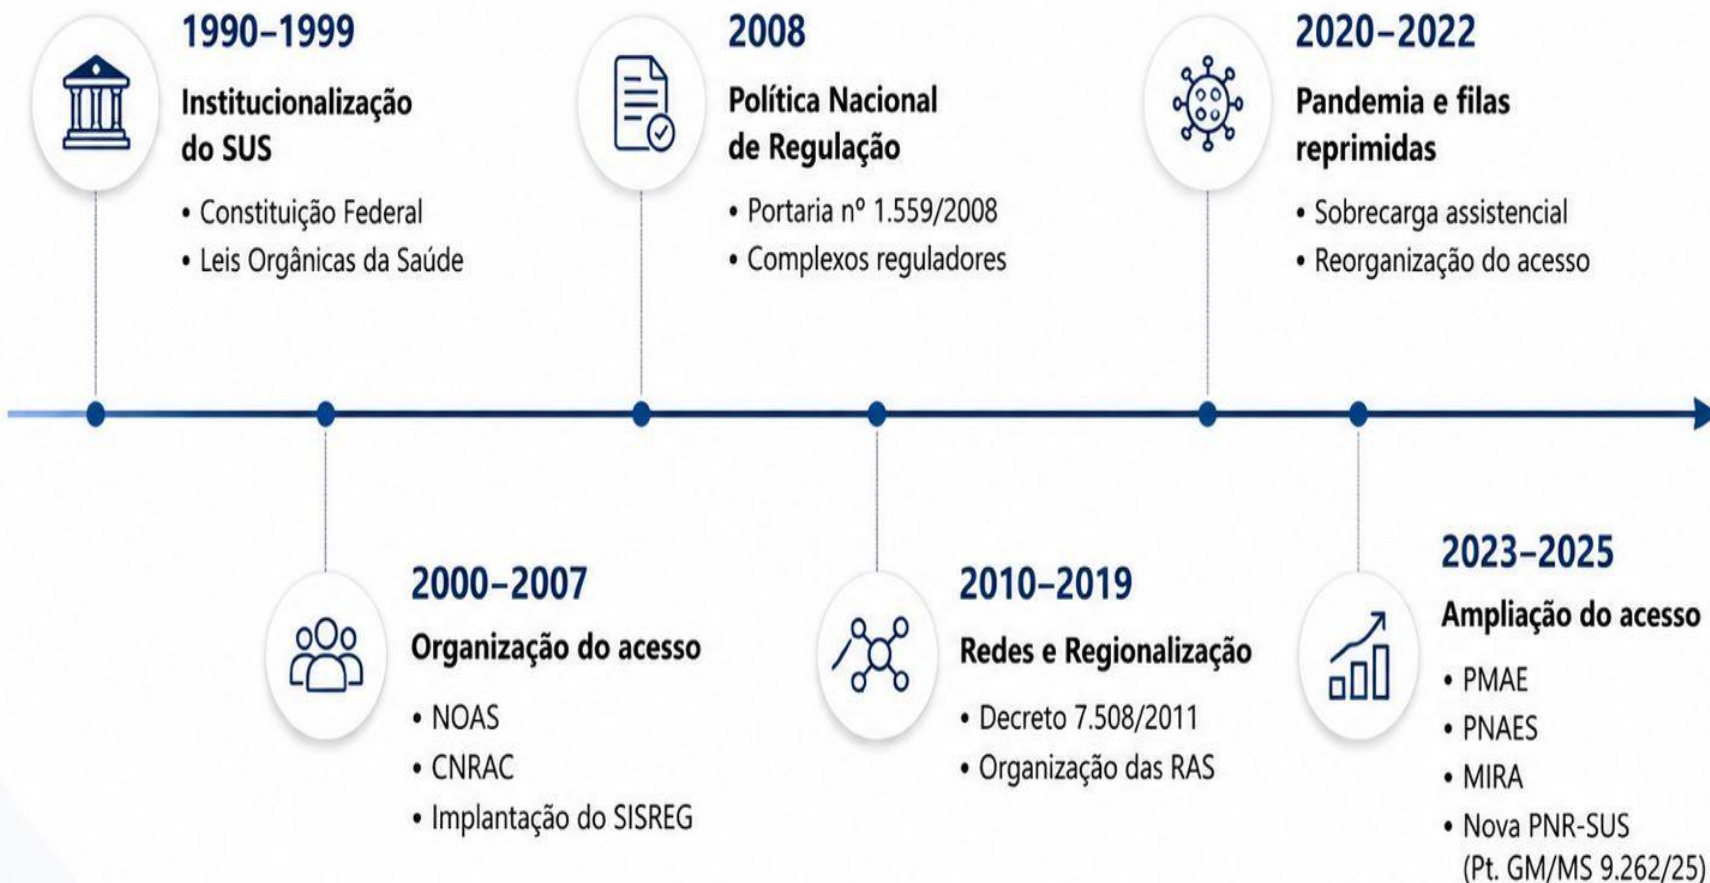 1990–1999
Institucionalização
do SUS
• Constituição Federal
• Leis Orgânicas da Saúde
2008
Política Nacional
de Regulação
• Portaria nº 1.559/2008
• Complexos reguladores
2020–2022
Pandemia e filas
reprimidas
• Sobrecarga assistencial
• Reorganização do acesso
2000–2007
Organização do acesso
• NOAS
• CNRAC
• Implantação do SISREG
2010–2019
Redes e Regionalização
• Decreto 7.508/2011
• Organização das RAS
2023–2025
Ampliação do acesso
• PMAE
• PNAES
• MIRA
• Nova PNR-SUS
(Pt. GM/MS 9.262/25)